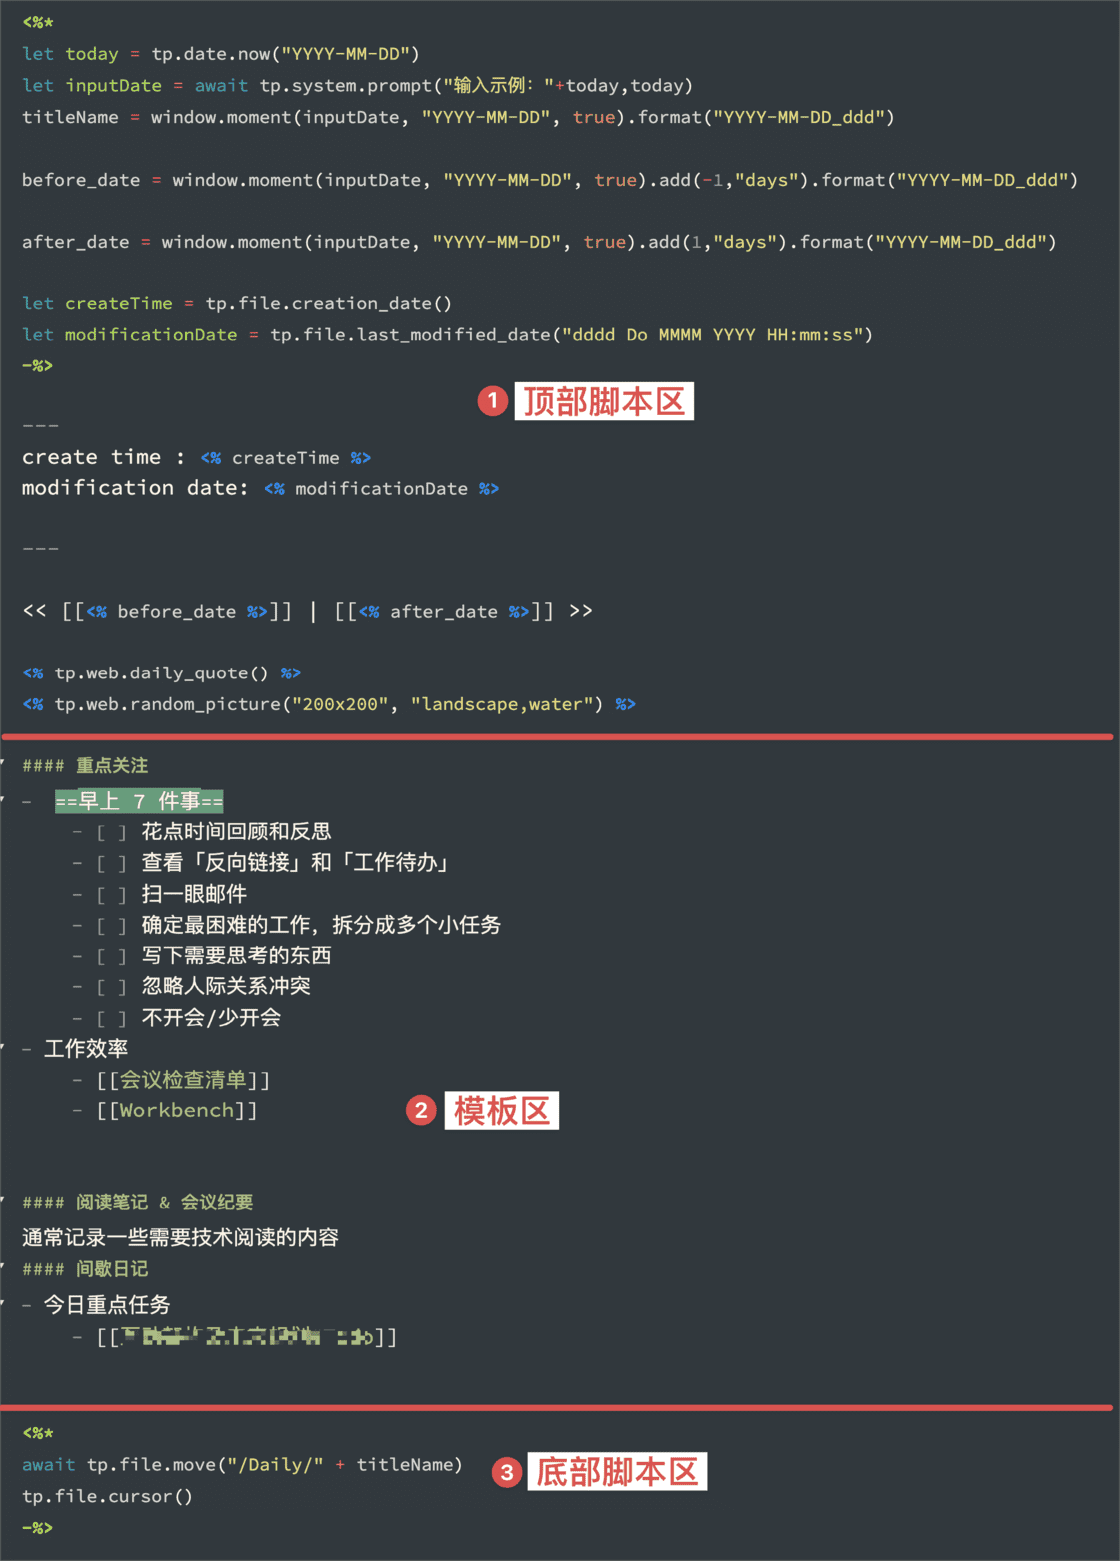 <%*
let today = tp.date.now("YYYY-MM-DD")
let inputDate = await tp.system.prompt("输入示例："+today,today)
titleName = window.moment(inputDate, "YYYY-MM-DD", true).format("YYYY-MM-DD_ddd")
before_date = window.moment(inputDate, "YYYY-MM-DD", true).add(-1,"days").format("YYYY-MM-DD_ddd")
after_date = window.moment(inputDate, "YYYY-MM-DD", true).add(1,"days").format("YYYY-MM-DD_ddd")
let createTime = tp.file.creation_date()
let modificationDate = tp.file.last_modified_date("dddd Do MMMM YYYY HH:mm:ss")
-%>
1 顶部脚本区
---
create time : <% createTime %>
modification date: <% modificationDate %>
---
<< [[<% before_date %>]] | [[<% after_date %>]] >>
<% tp.web.daily_quote() %>
<% tp.web.random_picture("200x200", "landscape,water") %>
#### 重点关注
- ==早上 7 件事==
- [ ] 花点时间回顾和反思
- [ ] 查看「反向链接」和「工作待办」
- [ ] 扫一眼邮件
- [ ] 确定最困难的工作，拆分成多个小任务
- [ ] 写下需要思考的东西
- [ ] 忽略人际关系冲突
- [ ] 不开会/少开会
- 工作效率
- [[会议检查清单]]
- [[Workbench]]
2 模板区
#### 阅读笔记 & 会议纪要
通常记录一些需要技术阅读的内容
#### 间歇日记
- 今日重点任务
- [[]]
<%*
await tp.file.move("/Daily/" + titleName)
3 底部脚本区
tp.file.cursor()
-%>